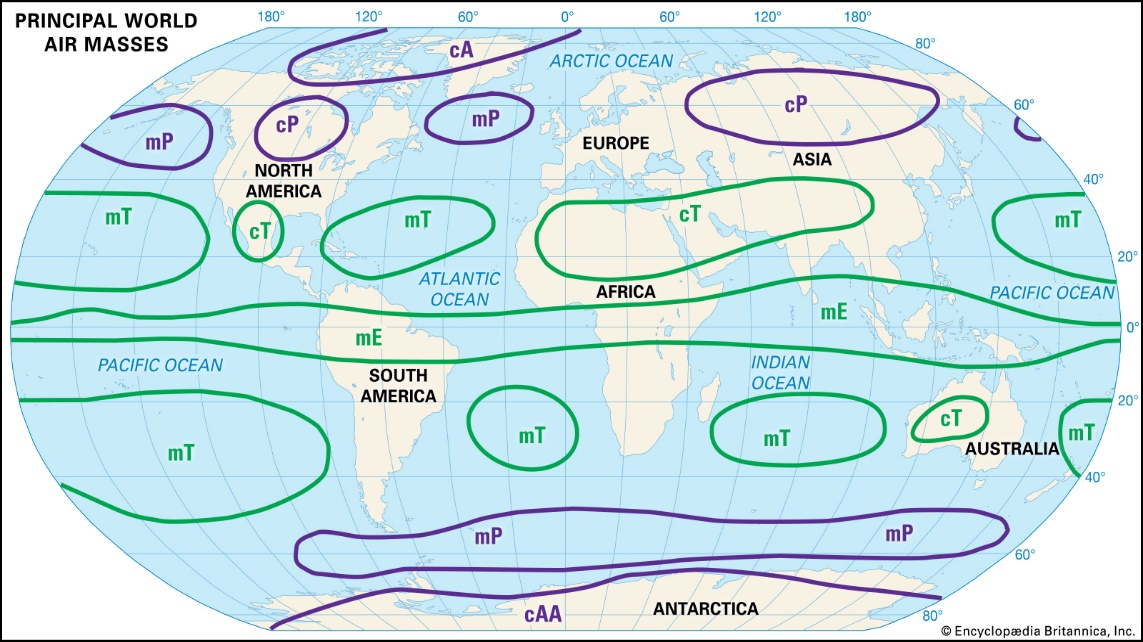 PRINCIPAL WORLD
AIR MASSES
180° 120° 60° 0° 60° 120° 180°
80°
cA
ARCTIC OCEAN
60°
mP
cP
mP
cP
EUROPE
ASIA
NORTH
AMERICA
40°
mT
cT
mT
cT
mT
20°
ATLANTIC
OCEAN
AFRICA
PACIFIC OCEAN
mE
mE
0°
PACIFIC OCEAN
SOUTH
AMERICA
INDIAN
OCEAN
20°
mT
mT
mT
cT
mT
AUSTRALIA
40°
mP
mP
60°
cAA
ANTARCTICA
80°
© Encyclopædia Britannica, Inc.